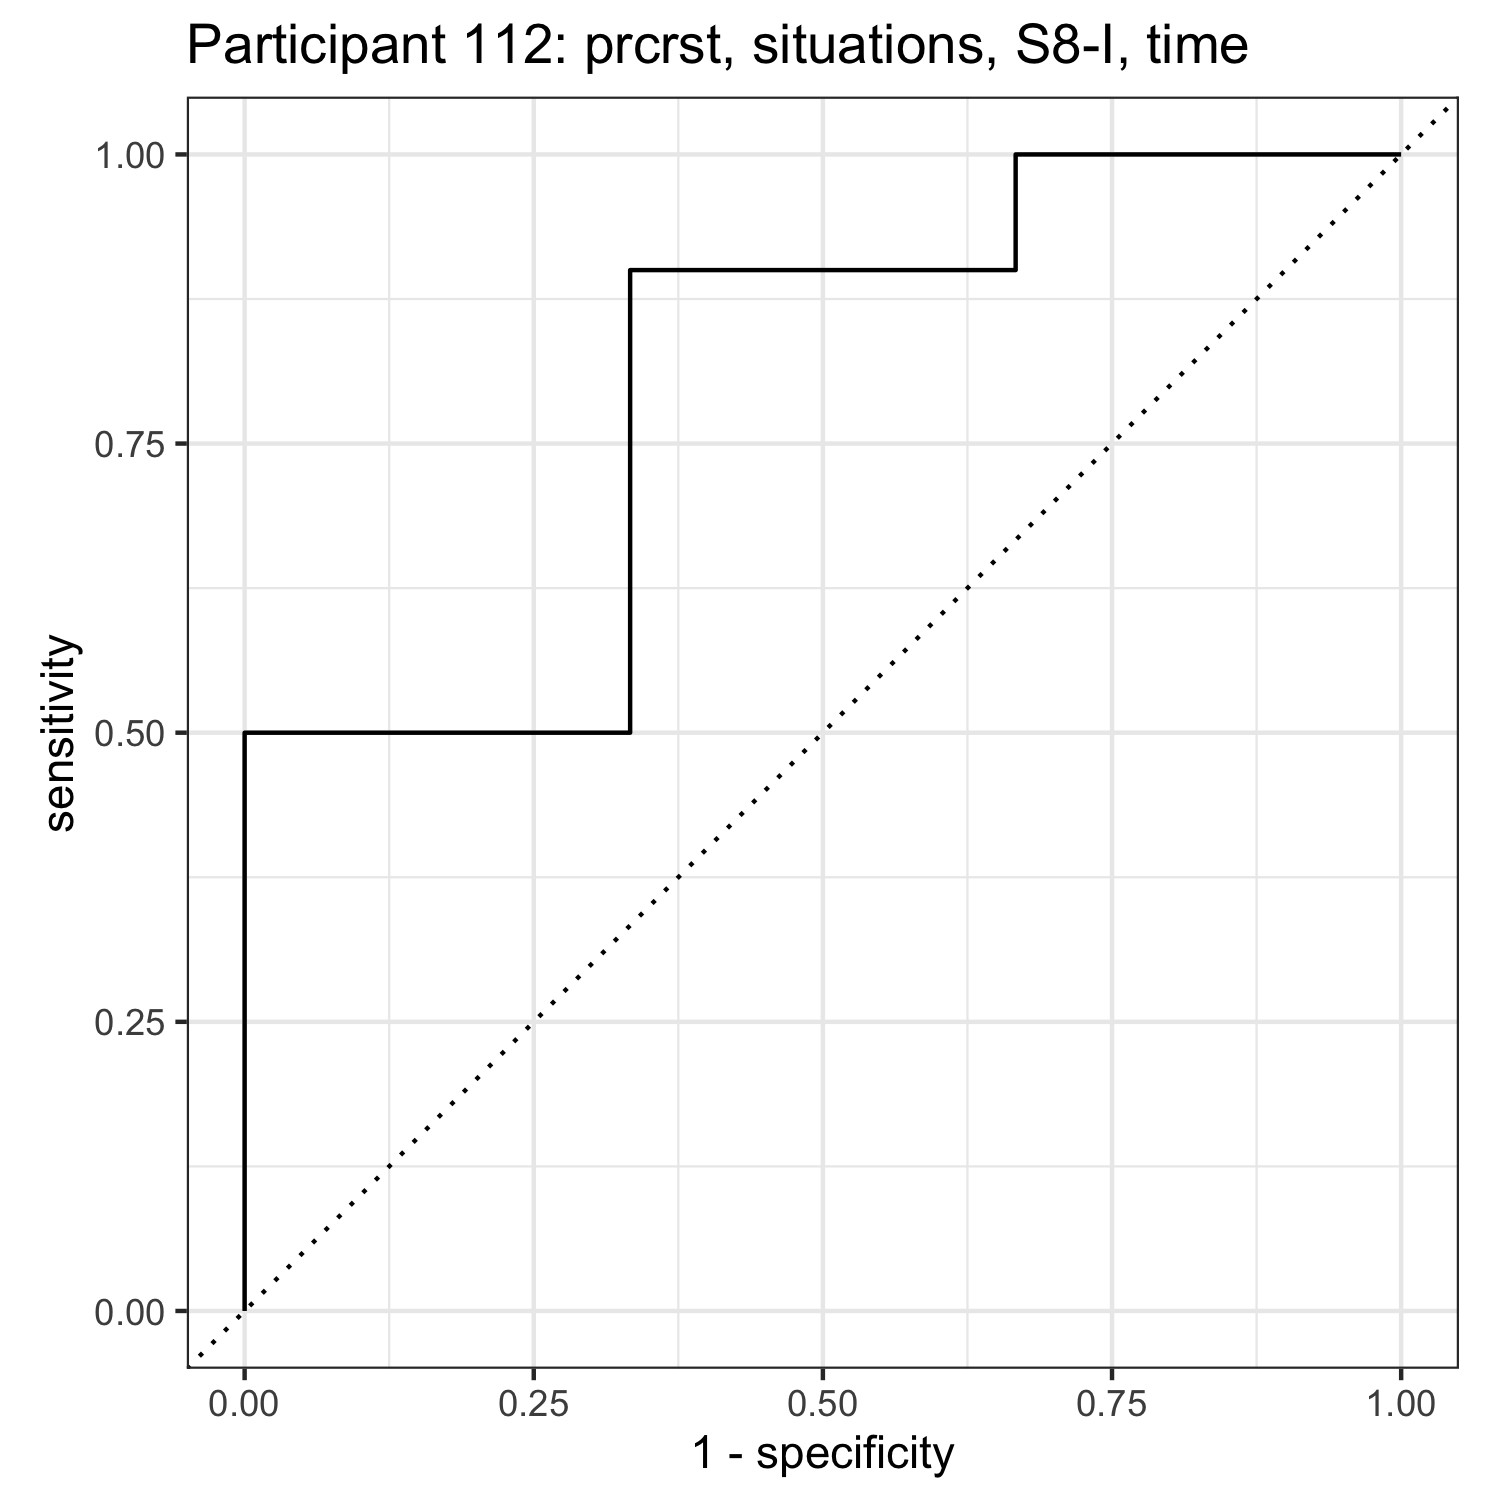 Participant 112: prcrst, situations, S8-I, time
1.00
0.75
0.50
0.25
0.00
sensitivity
0.00 0.25 0.50 0.75 1.00
1 - specificity